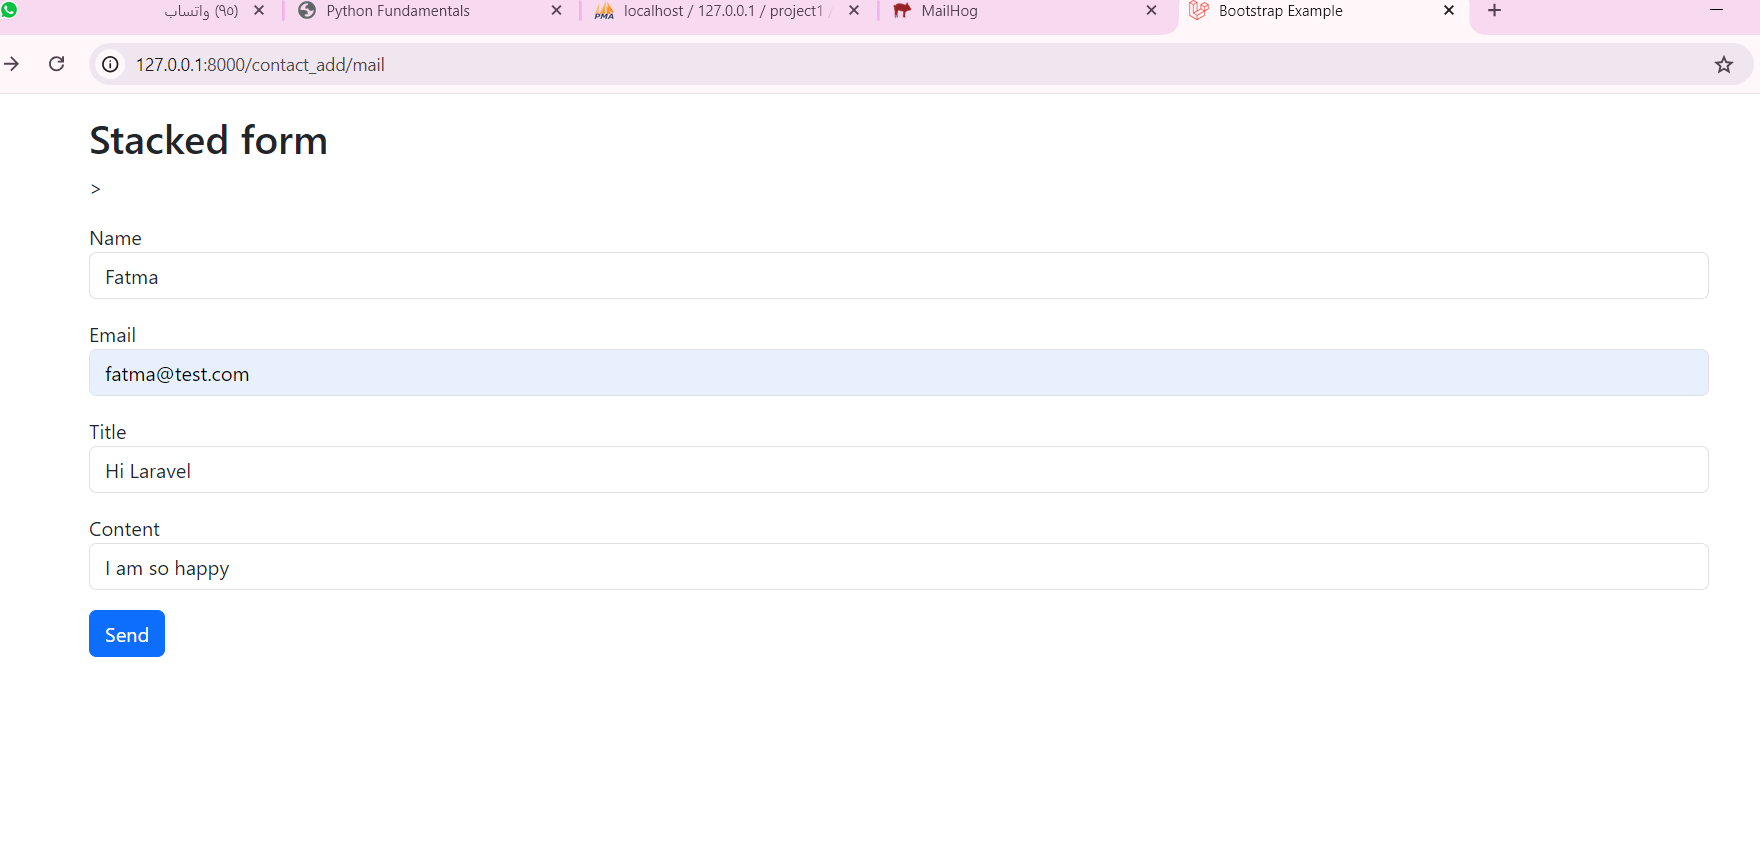 (٩٥) واتساب
Python Fundamentals
PMA
localhost / 127.0.0.1 / project1 /
MailHog
Bootstrap Example
127.0.0.1:8000/contact_add/mail
Stacked form
>
Name
Fatma
Email
fatma@test.com
Title
Hi Laravel
Content
I am so happy
Send